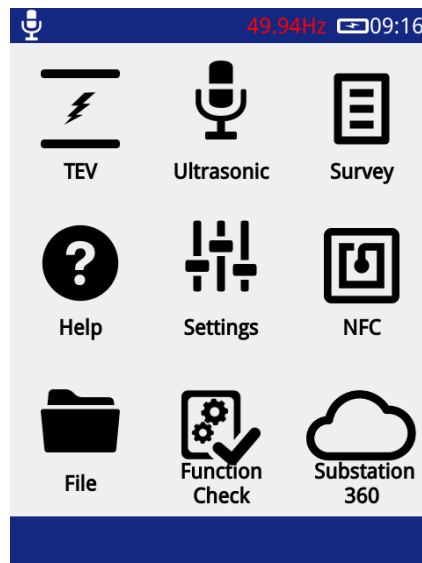 49.94Hz 09:16
TEV Ultrasonic Survey
Help Settings NFC
File Function Check Substation 360